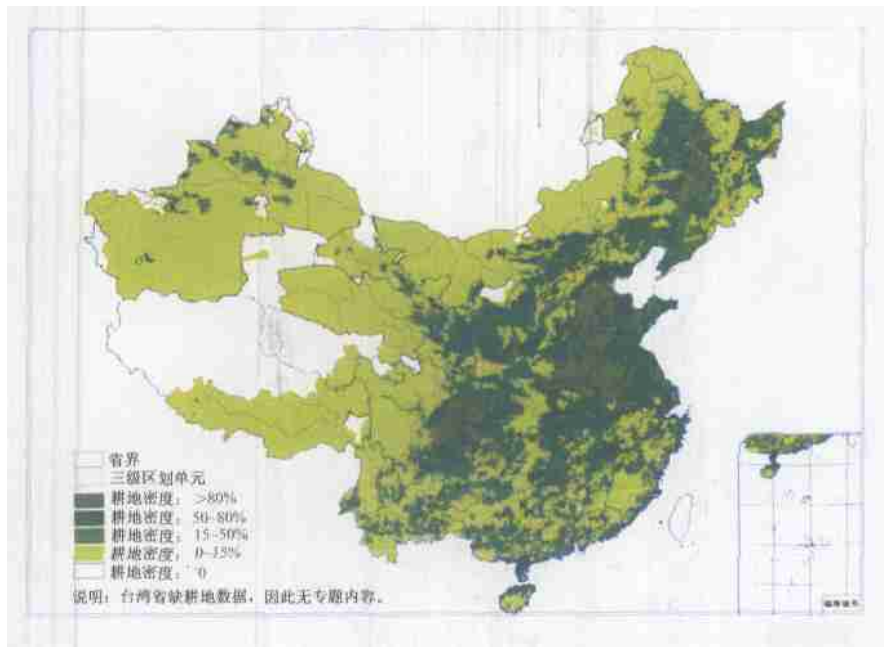 省界
三级区划单元
耕地密度： >80%
耕地密度： 50-80%
耕地密度： 15-50%
耕地密度： 0-15%
耕地密度： 0
说明：台湾省缺耕地数据，因此无专题内容。